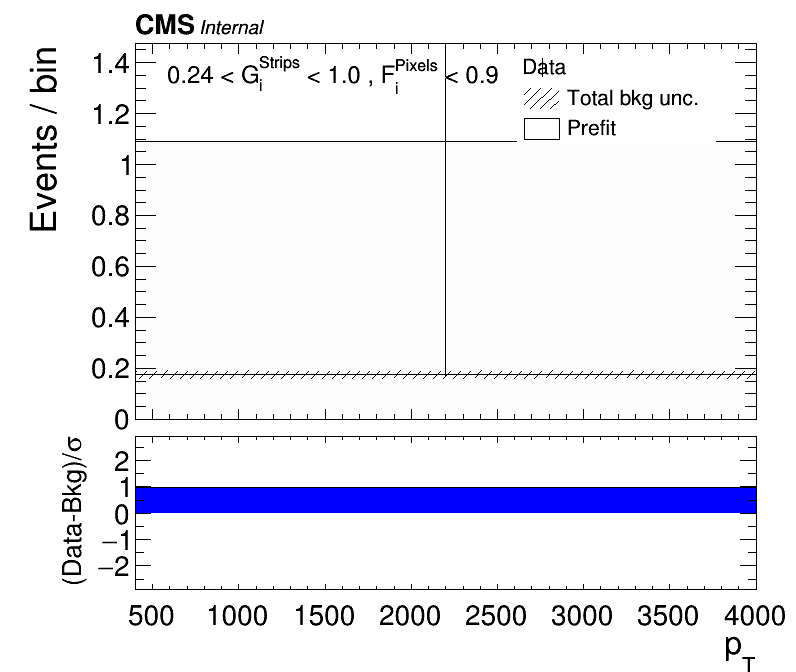 CMS Internal
0.24 < G_i^Strips < 1.0 , F_i^Pixels < 0.9
Data
Total bkg unc.
Prefit
Events / bin
1.4
1.2
1
0.8
0.6
0.4
0.2
0
(Data-Bkg)/σ
2
1
0
−1
−2
500 1000 1500 2000 2500 3000 3500 4000
p_T